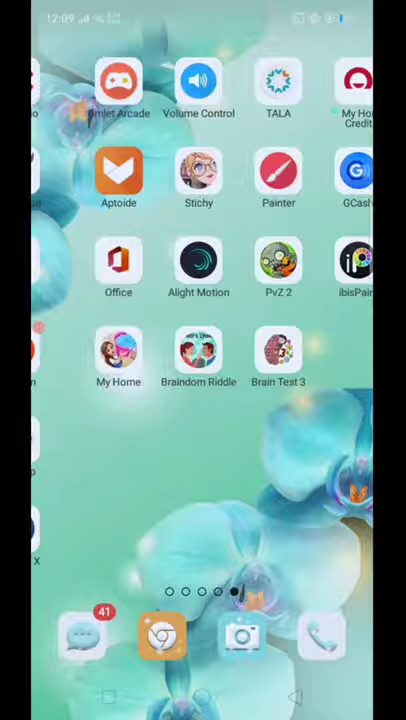 12:09
Omlet Arcade
Volume Control
TALA
My Ho
Credit
Aptoide
Stichy
Painter
GCash
Office
Alight Motion
PvZ 2
ibisPain
My Home
Braindom Riddle
Brain Test 3
X
41